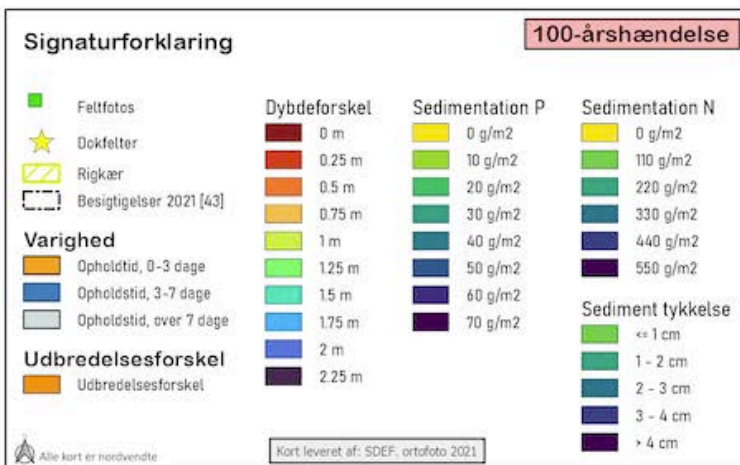 Signaturforklaring
100-årshændelse
Feltfotos
Dokfelter
Rigkær
Besigtigelser 2021 [43]
Varighed
Opholdtid, 0-3 dage
Opholdstid, 3-7 dage
Opholdstid, over 7 dage
Udbredelsesforskel
Udbredelsesforskel
Dybdeforskel
0 m
0.25 m
0.5 m
0.75 m
1 m
1.25 m
1.5 m
1.75 m
2 m
2.25 m
Sedimentation P
0 g/m2
10 g/m2
20 g/m2
30 g/m2
40 g/m2
50 g/m2
60 g/m2
70 g/m2
Sedimentation N
0 g/m2
110 g/m2
220 g/m2
330 g/m2
440 g/m2
550 g/m2
Sediment tykkelse
<= 1 cm
1 - 2 cm
2 - 3 cm
3 - 4 cm
> 4 cm
Alle kort er nordvendte
Kort leveret af: SDEF, ortofoto 2021